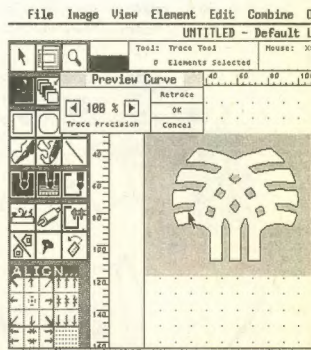 File Image View Element Edit Combine
UNTITLED - Default
Tool: Trace Tool Mouse:
0 Elements Selected
Preview Curve
Retrace
100 %
OK
Trace Precision
Cancel
40 60 80 100
40
60
80
100
ALIGN...
120
140